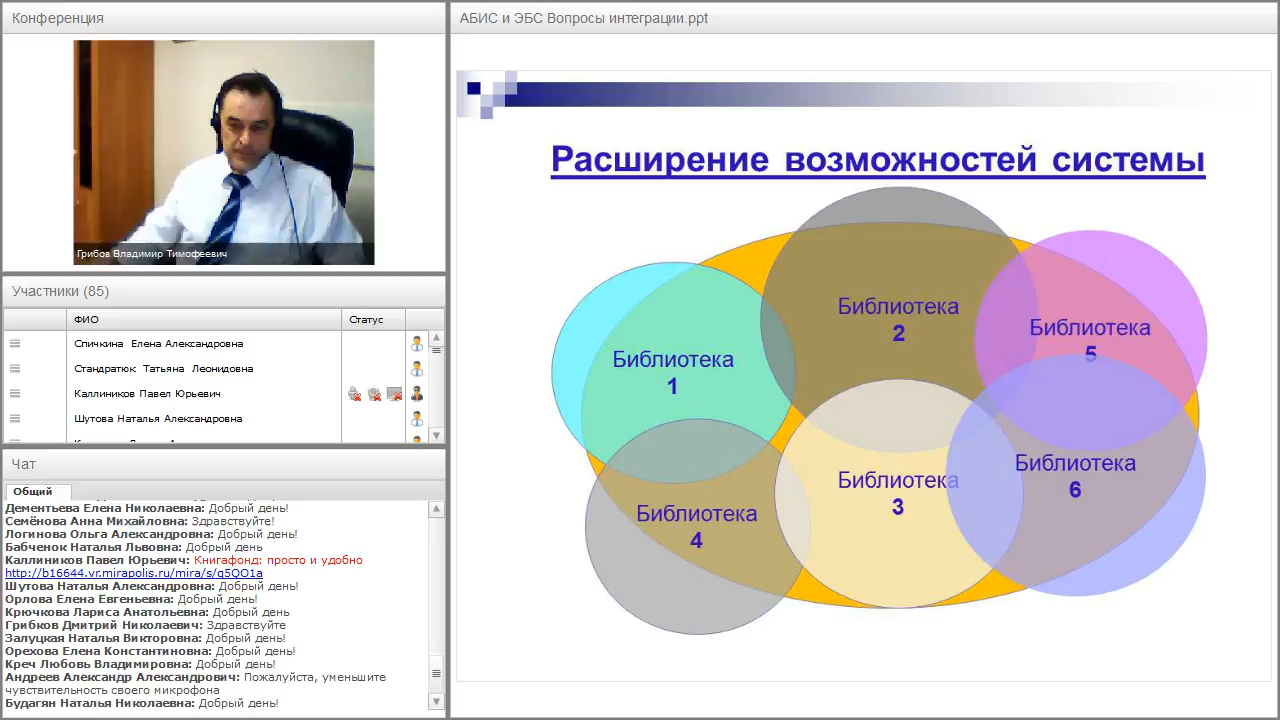 Конференция
Грибов Владимир Тимофеевич
Участники (85)
ФИО
Статус
Спичкина Елена Александровна
Стандратюк Татьяна Леонидовна
Каллиников Павел Юрьевич
Шутова Наталья Александровна
Чат
Общий
Дементьева Елена Николаевна: Добрый день!
Семёнова Анна Михайловна: Здравствуйте!
Логинова Ольга Александровна: Добрый день!
Бабченок Наталья Львовна: Добрый день
Каллиников Павел Юрьевич: Книгафонд: просто и удобно
http://b16644.vr.mirapolis.ru/mira/s/q5QO1a
Шутова Наталья Александровна: Добрый день!
Орлова Елена Евгеньевна: Добрый день!
Крючкова Лариса Анатольевна: Добрый день
Грибков Дмитрий Николаевич: Здравствуйте
Залуцкая Наталья Викторовна: Добрый день!
Орехова Елена Константиновна: Добрый день!
Креч Любовь Владимировна: Добрый день!
Андреев Александр Александрович: Пожалуйста, уменьшите
чувствительность своего микрофона
Будагян Наталья Николаевна: Добрый день!
АБИС и ЭБС Вопросы интеграции.ppt
Расширение возможностей системы
Библиотека
1
Библиотека
2
Библиотека
5
Библиотека
4
Библиотека
3
Библиотека
6